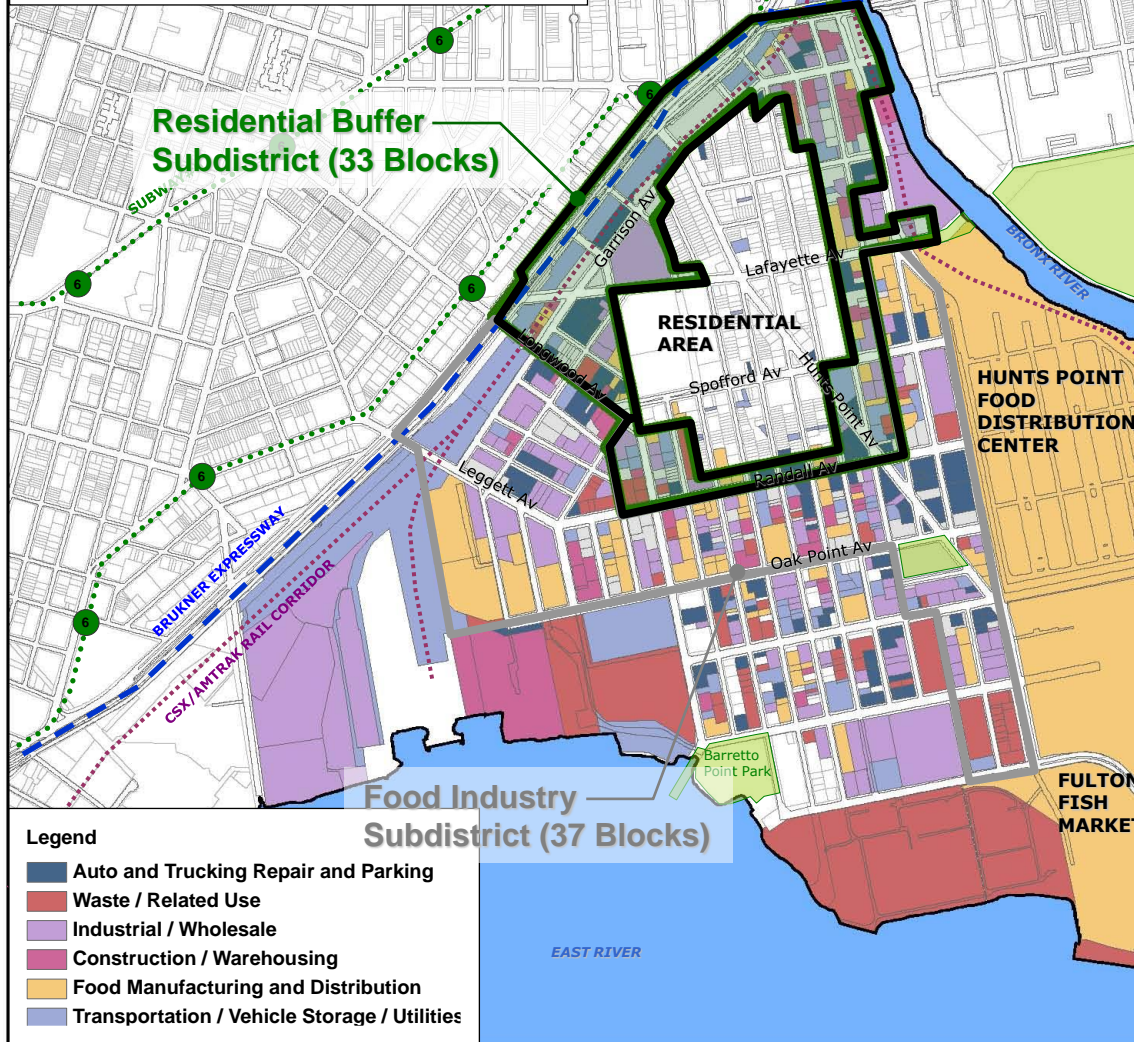 6
6
Residential Buffer
Subdistrict (33 Blocks)
6
SUBWAY
6
6
Garrison Av
Lafayette Av
BRONX RIVER
RESIDENTIAL
AREA
Longwood Av
Spofford Av
Hunts Point Av
HUNTS POINT
FOOD
DISTRIBUTION
CENTER
6
Leggett Av
Randall Av
BRUKNER EXPRESSWAY
Oak Point Av
CSX/AMTRAK RAIL CORRIDOR
6
Barretto
Point Park
Food Industry
Subdistrict (37 Blocks)
FULTON
FISH
MARKET
Legend
Auto and Trucking Repair and Parking
Waste / Related Use
Industrial / Wholesale
Construction / Warehousing
Food Manufacturing and Distribution
Transportation / Vehicle Storage / Utilities
EAST RIVER